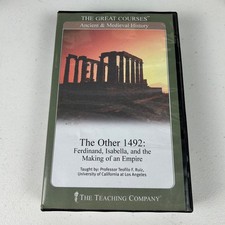 THE GREAT COURSES™
Ancient & Medieval History
The Other 1492:
Ferdinand, Isabella, and the
Making of an Empire
Taught by: Professor Teofilo F. Ruiz,
University of California at Los Angeles
THE TEACHING COMPANY®